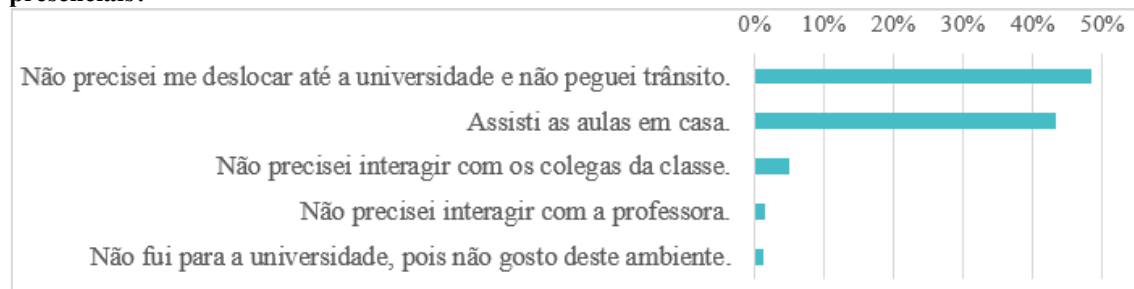 presenciais?
0% 10% 20% 30% 40% 50%
Não precisei me deslocar até a universidade e não peguei trânsito.
Assisti as aulas em casa.
Não precisei interagir com os colegas da classe.
Não precisei interagir com a professora.
Não fui para a universidade, pois não gosto deste ambiente.